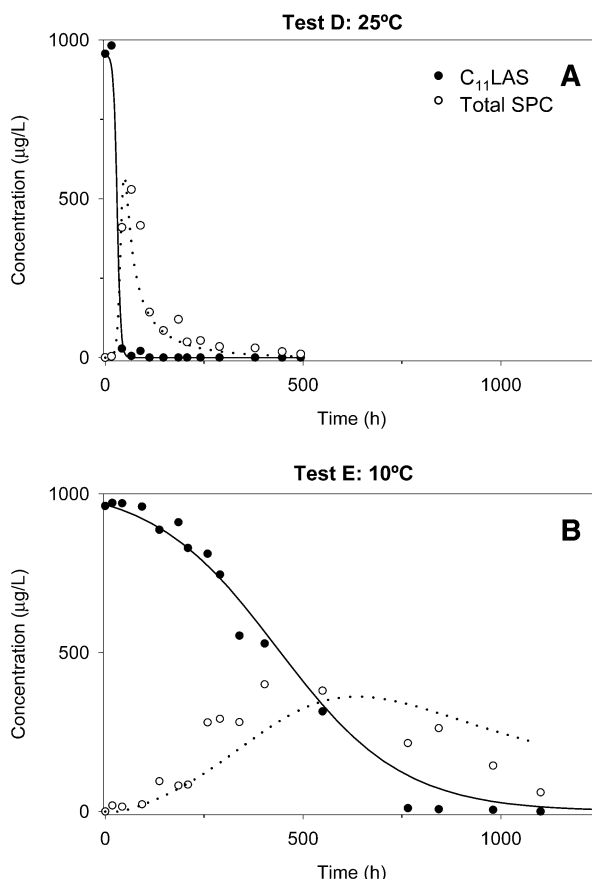 Test D: 25ºC
1000
500
0
Concentration (µg/L)
C₁₁LAS
Total SPC
A
0
500
1000
Time (h)
Test E: 10ºC
1000
500
0
Concentration (µg/L)
B
0
500
1000
Time (h)